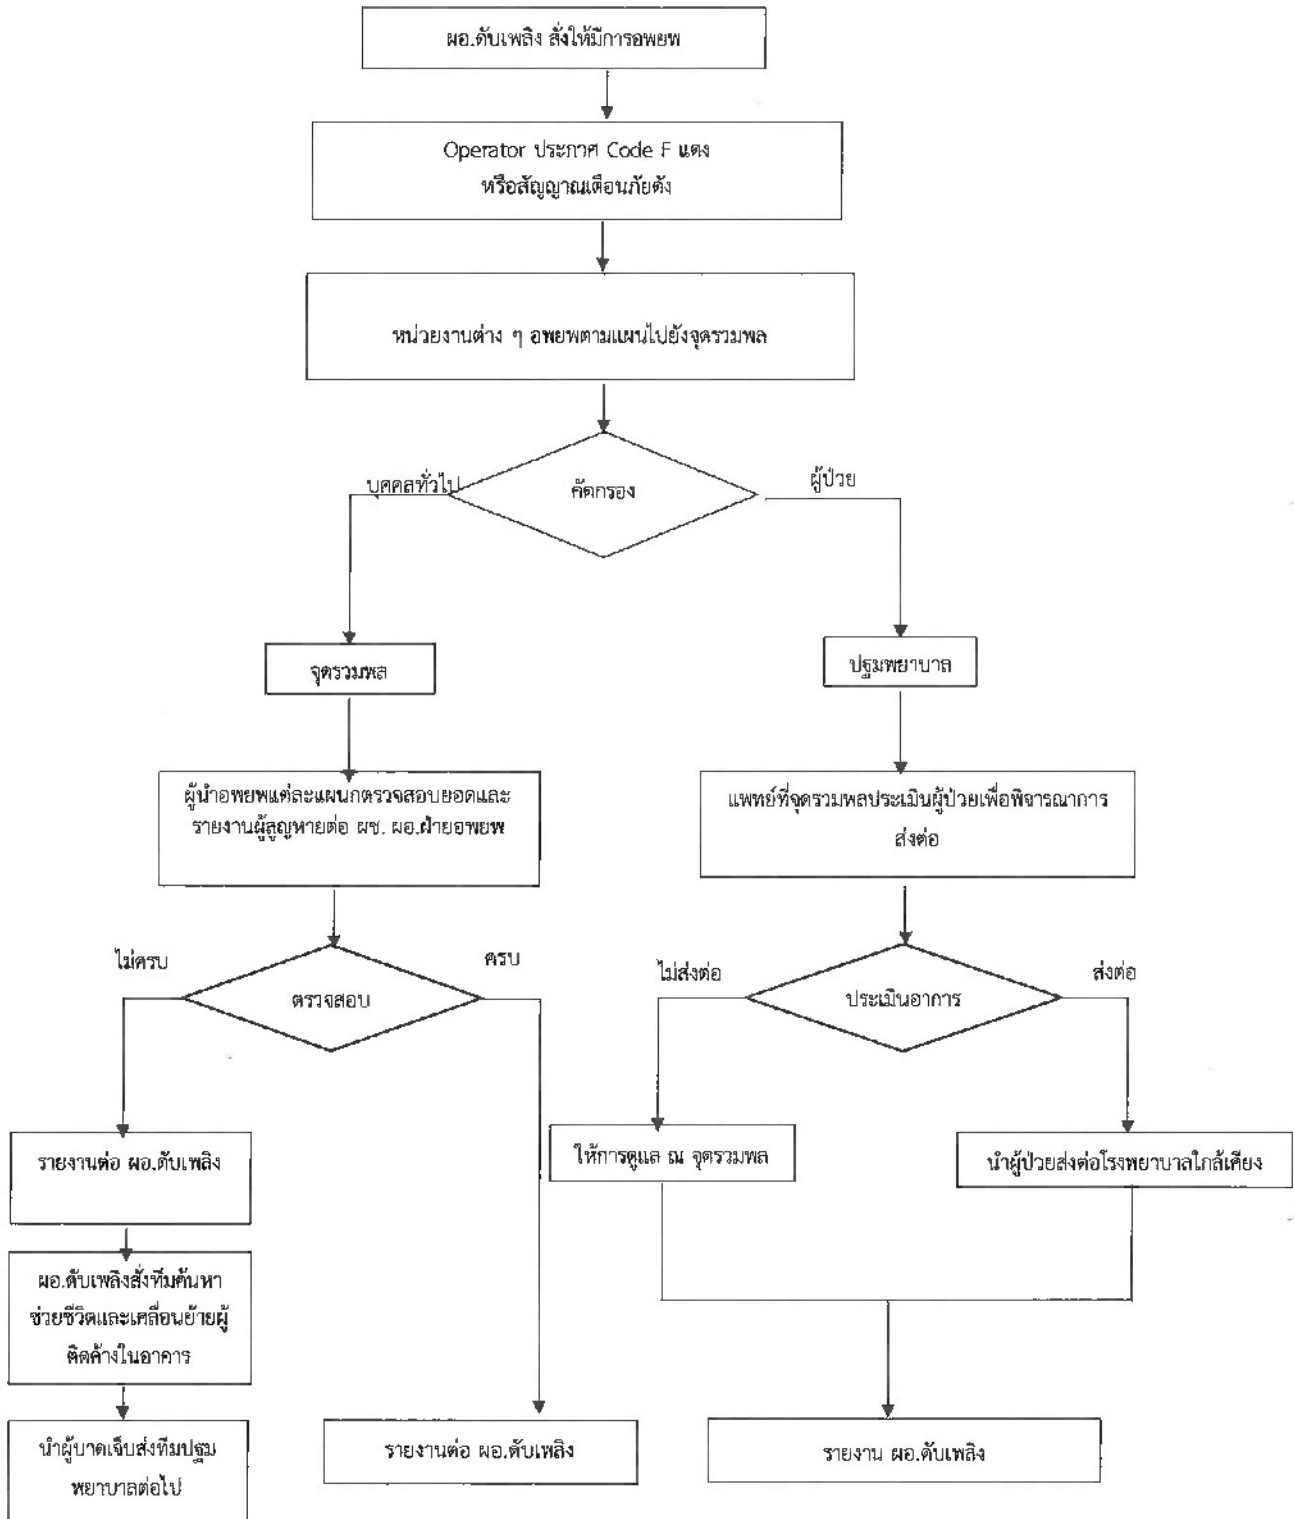 ผอ.ดับเพลิง สั่งให้มีการอพยพ
Operator ประกาศ Code F แดง
หรือสัญญาณเตือนภัยดัง
หน่วยงานต่าง ๆ อพยพตามแผนไปยังจุดรวมพล
บุคคลทั่วไป
คัดกรอง
ผู้ป่วย
จุดรวมพล
ปฐมพยาบาล
ผู้นำอพยพแต่ละแผนกตรวจสอบยอดและ
รายงานผู้สูญหายต่อ ผช. ผอ.ฝ่ายอพยพ
แพทย์ที่จุดรวมพลประเมินผู้ป่วยเพื่อพิจารณาการ
ส่งต่อ
ไม่ครบ
ตรวจสอบ
ครบ
ไม่ส่งต่อ
ประเมินอาการ
ส่งต่อ
รายงานต่อ ผอ.ดับเพลิง
ให้การดูแล ณ จุดรวมพล
นำผู้ป่วยส่งต่อโรงพยาบาลใกล้เคียง
ผอ.ดับเพลิงสั่งทีมค้นหา
ช่วยชีวิตและเคลื่อนย้ายผู้
ติดค้างในอาคาร
นำผู้บาดเจ็บส่งทีมปฐม
พยาบาลต่อไป
รายงานต่อ ผอ.ดับเพลิง
รายงาน ผอ.ดับเพลิง